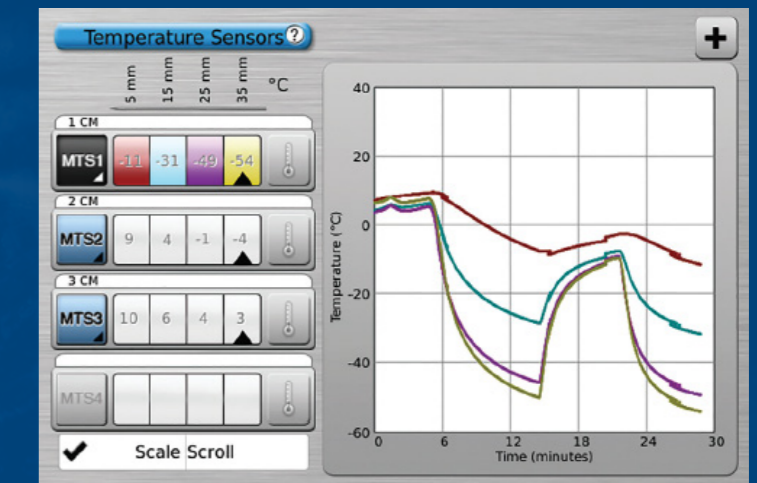 Temperature Sensors ?
5 mm 15 mm 25 mm 35 mm °C
1 CM
MTS1 -11 -31 -49 -54
2 CM
MTS2 9 4 -1 -4
3 CM
MTS3 10 6 4 3
MTS4
Scale Scroll
Temperature (°C)
40
20
0
-20
-40
-60
0 6 12 18 24 30
Time (minutes)